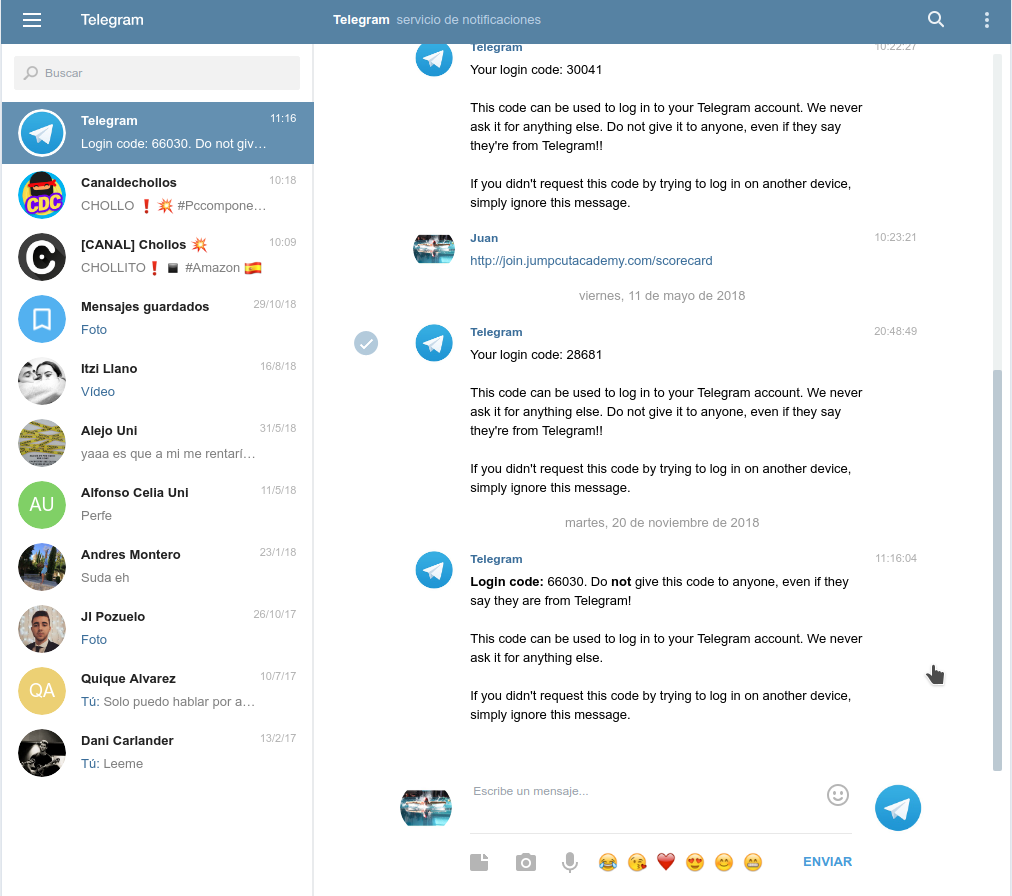 Telegram
Telegram servicio de notificaciones
Buscar
Telegram 11:16
Login code: 66030. Do not giv…
Canaldechollos 10:18
CDC
CHOLLO ❗ 💥 #Pccompone…
[CANAL] Chollos 💥 10:09
CHOLLITO❗ #Amazon 🇪🇸
Mensajes guardados 29/10/18
Foto
Itzi Llano 16/8/18
Vídeo
Alejo Uni 31/5/18
yaaa es que a mi me rentarí…
AU
Alfonso Celia Uni 11/5/18
Perfe
Andres Montero 23/1/18
Suda eh
JI Pozuelo 26/10/17
Foto
QA
Quique Alvarez 10/7/17
Tú: Solo puedo hablar por a…
Dani Carlander 13/2/17
Tú: Leeme
Telegram 10:22:27
Your login code: 30041
This code can be used to log in to your Telegram account. We never
ask it for anything else. Do not give it to anyone, even if they say
they're from Telegram!!
If you didn't request this code by trying to log in on another device,
simply ignore this message.
Juan 10:23:21
http://join.jumpcutacademy.com/scorecard
viernes, 11 de mayo de 2018
Telegram 20:48:49
Your login code: 28681
This code can be used to log in to your Telegram account. We never
ask it for anything else. Do not give it to anyone, even if they say
they're from Telegram!!
If you didn't request this code by trying to log in on another device,
simply ignore this message.
martes, 20 de noviembre de 2018
Telegram 11:16:04
Login code: 66030. Do not give this code to anyone, even if they
say they are from Telegram!
This code can be used to log in to your Telegram account. We never
ask it for anything else.
If you didn't request this code by trying to log in on another device,
simply ignore this message.
Escribe un mensaje...
😂 😘 ❤️ 😍 😊 😁
ENVIAR